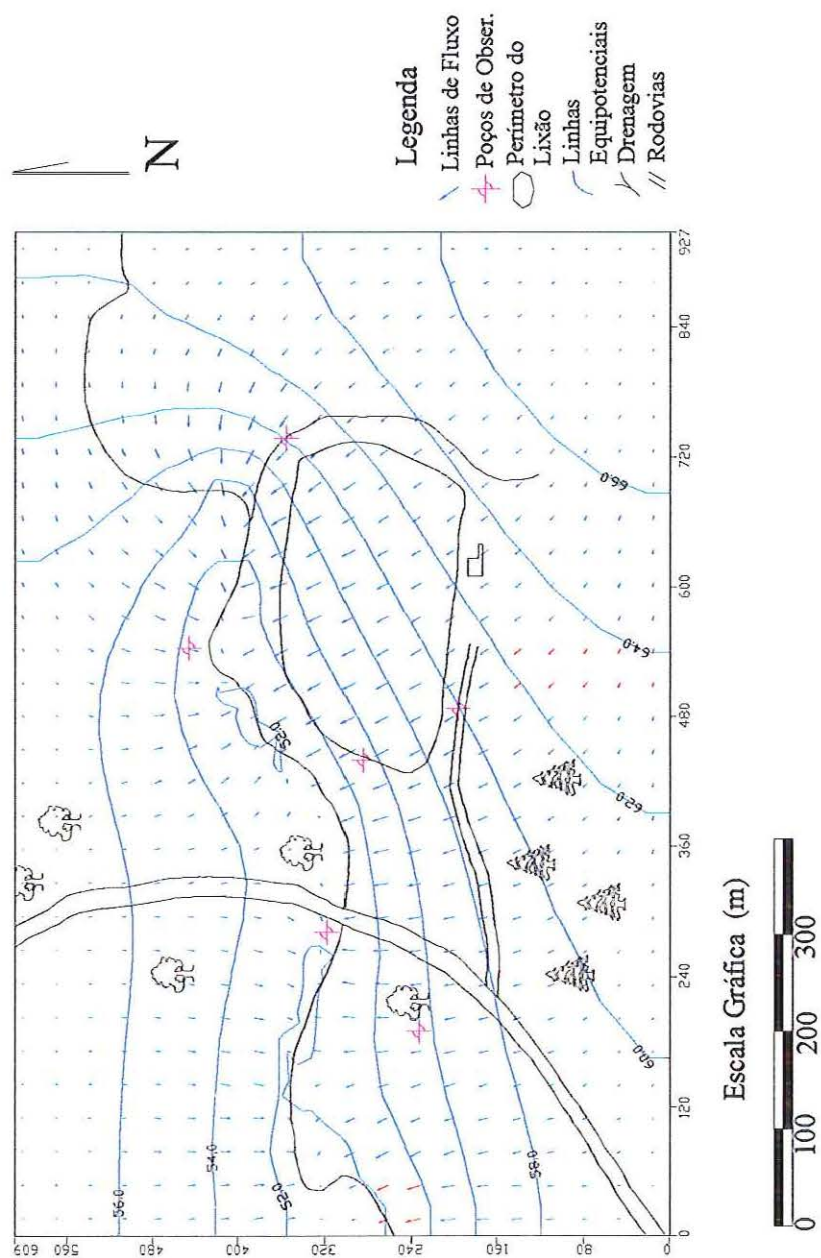 N
Legenda
Linhas de Fluxo
Poços de Obser.
Perímetro do
Lixão
Linhas
Equipotenciais
Drenagem
Rodovias
609
560
480
400
320
240
160
80
0
0
120
240
360
480
600
720
840
927
56.0
54.0
52.0
52.0
58.0
60.0
62.0
64.0
66.0
Escala Gráfica (m)
0
100
200
300